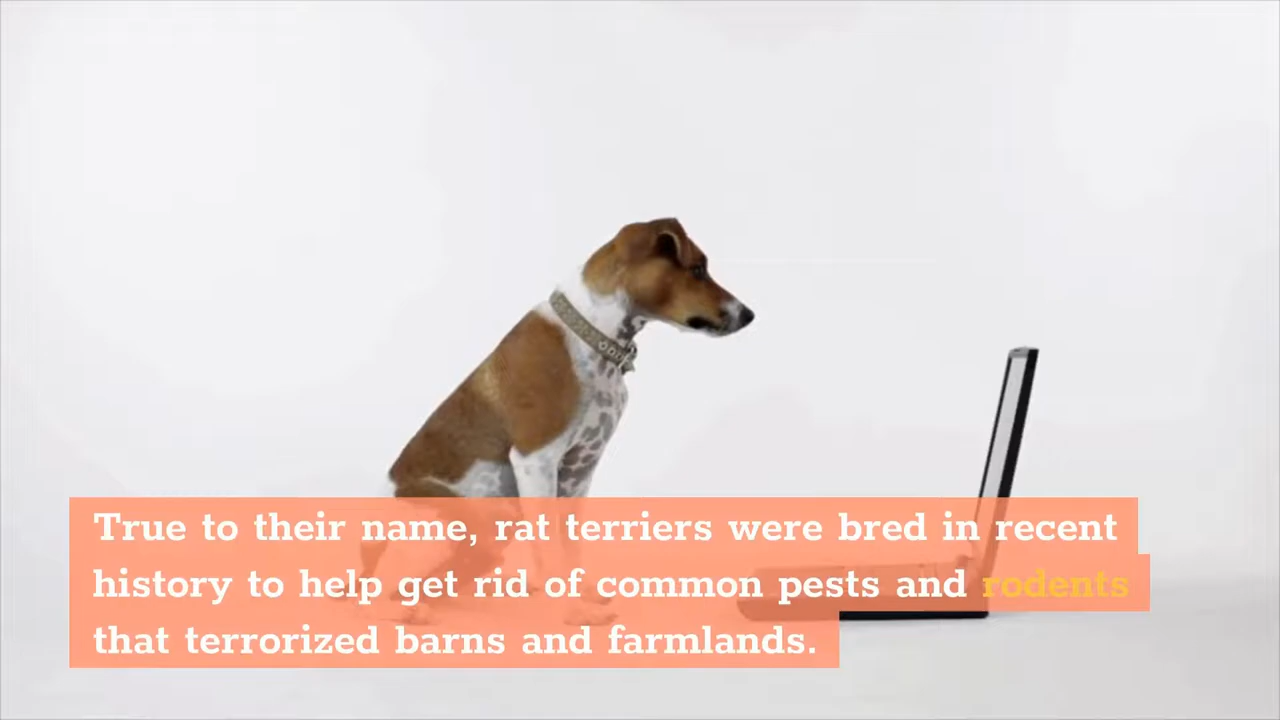 True to their name, rat terriers were bred in recent
history to help get rid of common pests and rodents
that terrorized barns and farmlands.